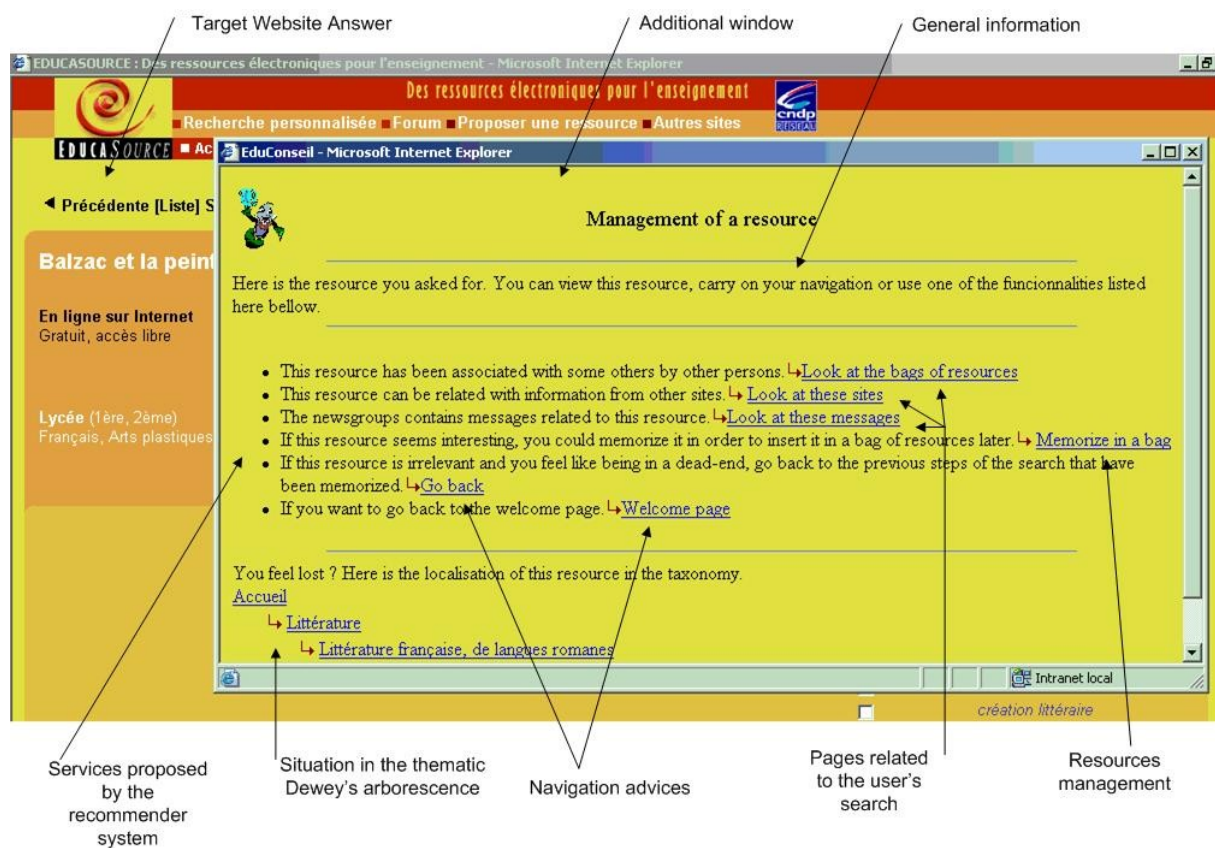 Target Website Answer
Additional window
General information
EDUCASOURCE : Des ressources électroniques pour l'enseignement - Microsoft Internet Explorer
Des ressources électroniques pour l'enseignement
cndp
Recherche personnalisée Forum Proposer une ressource Autres sites
EDUCASOURCE Ac
EduConseil - Microsoft Internet Explorer
Précédente [Liste] S
Management of a resource
Balzac et la peint
Here is the resource you asked for. You can view this resource, carry on your navigation or use one of the funcionnalities listed
here bellow.
En ligne sur Internet
Gratuit, accès libre
• This resource has been associated with some others by other persons. Look at the bags of resources
• This resource can be related with information from other sites. Look at these sites
• The newsgroups contains messages related to this resource. Look at these messages
• If this resource seems interesting, you could memorize it in order to insert it in a bag of resources later. Memorize in a bag
• If this resource is irrelevant and you feel like being in a dead-end, go back to the previous steps of the search that have
been memorized. Go back
• If you want to go back to the welcome page. Welcome page
Lycée (1ère, 2ème)
Français, Arts plastiques
You feel lost ? Here is the localisation of this resource in the taxonomy.
Accueil
Littérature
Littérature française, de langues romanes
Intranet local
création littéraire
Services proposed
by the
recommender
system
Situation in the thematic
Dewey's arborescence
Navigation advices
Pages related
to the user's
search
Resources
management